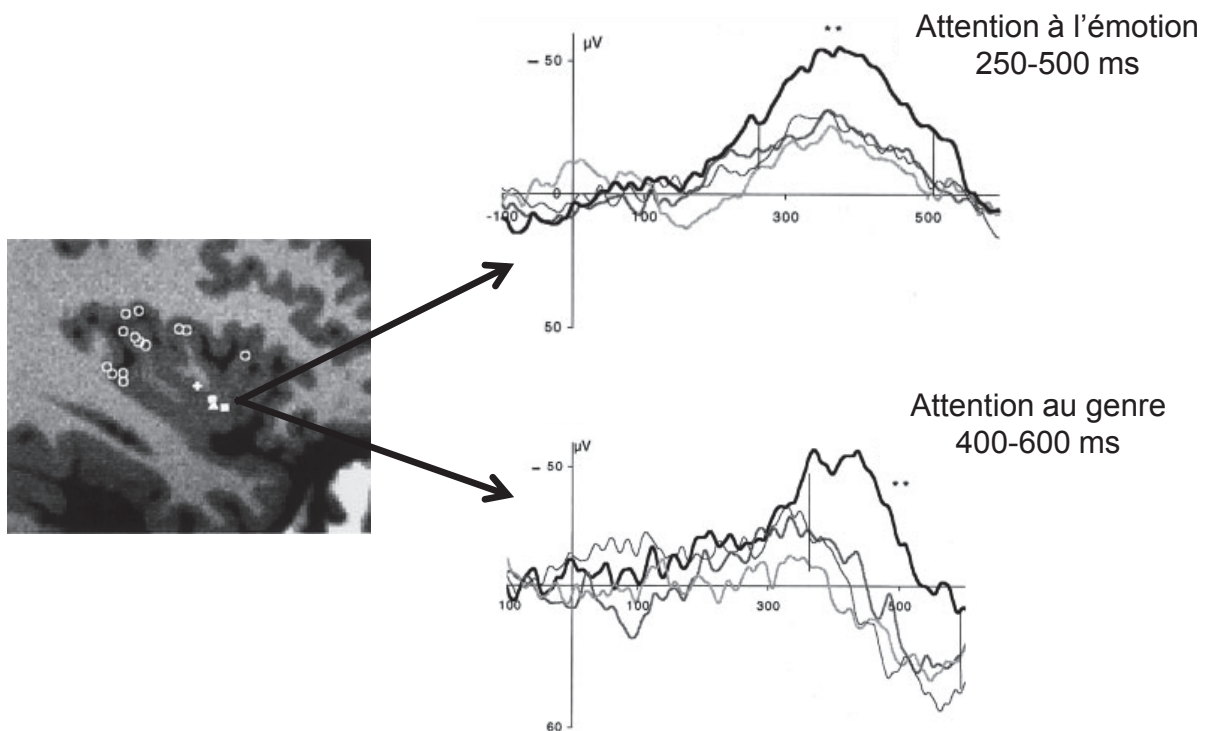 Attention à l’émotion
250-500 ms
**
µV
– 50
0
-100
100
300
500
50
Attention au genre
400-600 ms
µV
– 50
**
100
100
300
500
60